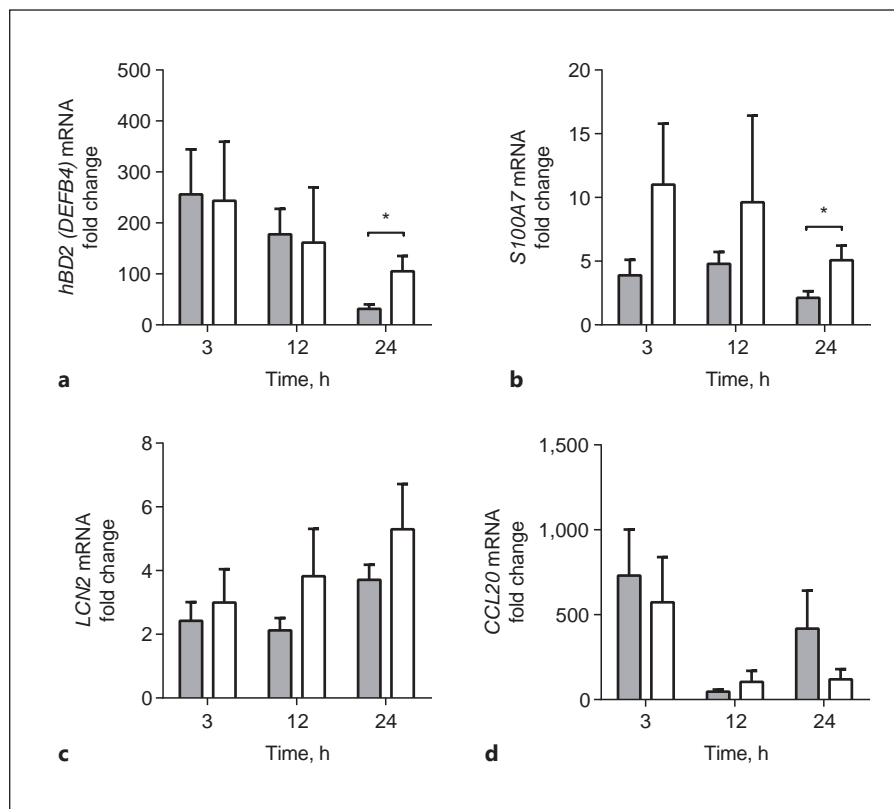 hBD2 (DEFB4) mRNA
fold change
500
400
300
200
100
0
*
3 12 24
Time, h
a
S100A7 mRNA
fold change
20
15
10
5
0
*
3 12 24
Time, h
b
LCN2 mRNA
fold change
8
6
4
2
0
3 12 24
Time, h
c
CCL20 mRNA
fold change
1,500
1,000
500
0
3 12 24
Time, h
d